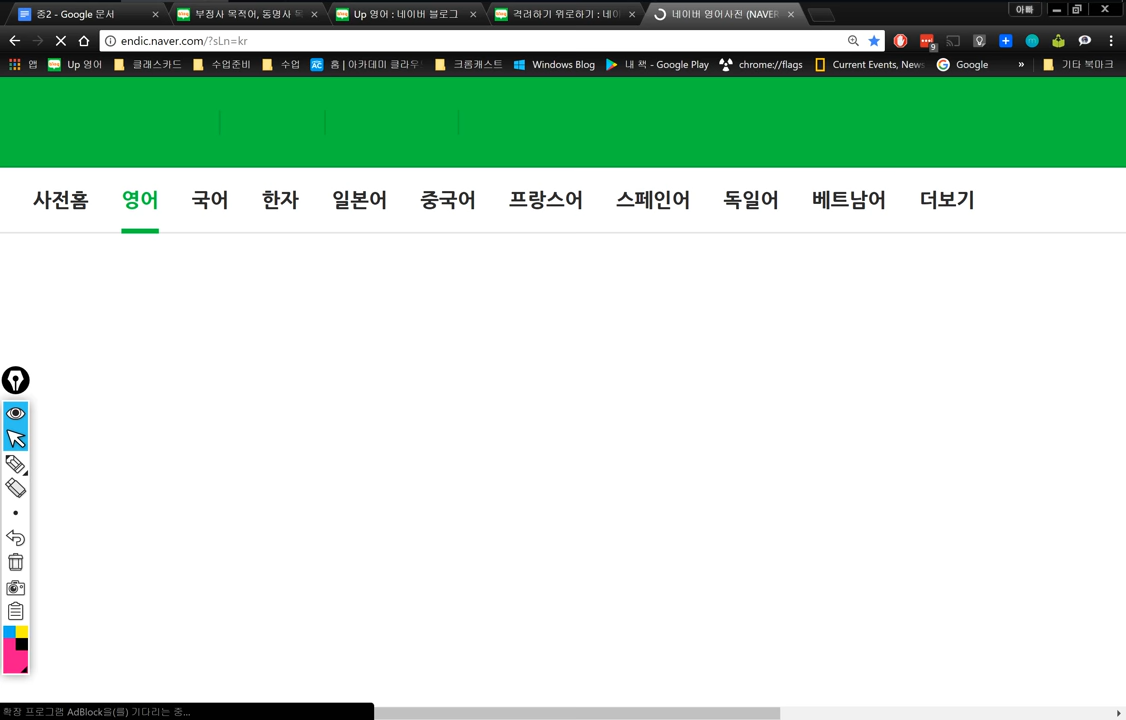 중2 - Google 문서
부정사 목적어, 동명사 목
Up 영어 : 네이버 블로그
격려하기 위로하기 : 네이
네이버 영어사전 (NAVER
아빠
endic.naver.com/?sLn=kr
9
앱 Up 영어 클래스카드 수업준비 수업 홈 | 아카데미 클라우 크롬캐스트 Windows Blog 내 책 - Google Play chrome://flags Current Events, News Google » 기타 북마크
사전홈 영어 국어 한자 일본어 중국어 프랑스어 스페인어 독일어 베트남어 더보기
확장 프로그램 AdBlock을(를) 기다리는 중...